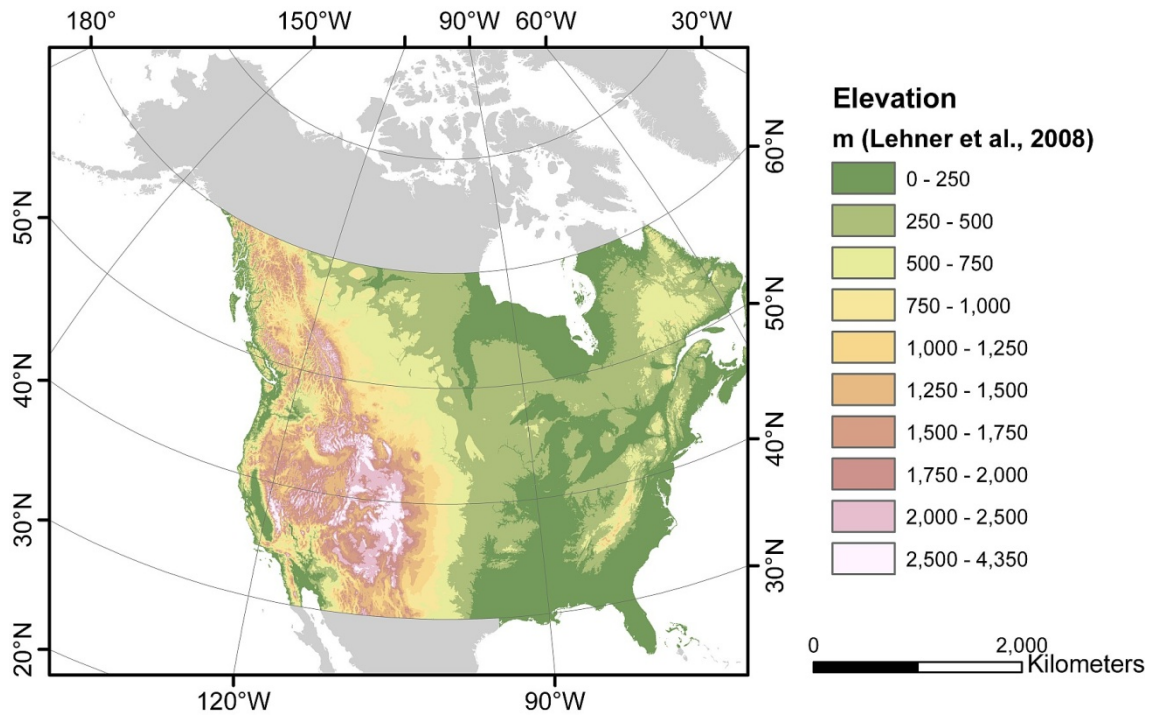 180°
150°W
90°W
60°W
30°W
50°N
40°N
30°N
20°N
60°N
50°N
40°N
30°N
120°W
90°W
Elevation
m (Lehner et al., 2008)
0 - 250
250 - 500
500 - 750
750 - 1,000
1,000 - 1,250
1,250 - 1,500
1,500 - 1,750
1,750 - 2,000
2,000 - 2,500
2,500 - 4,350
0
2,000
Kilometers